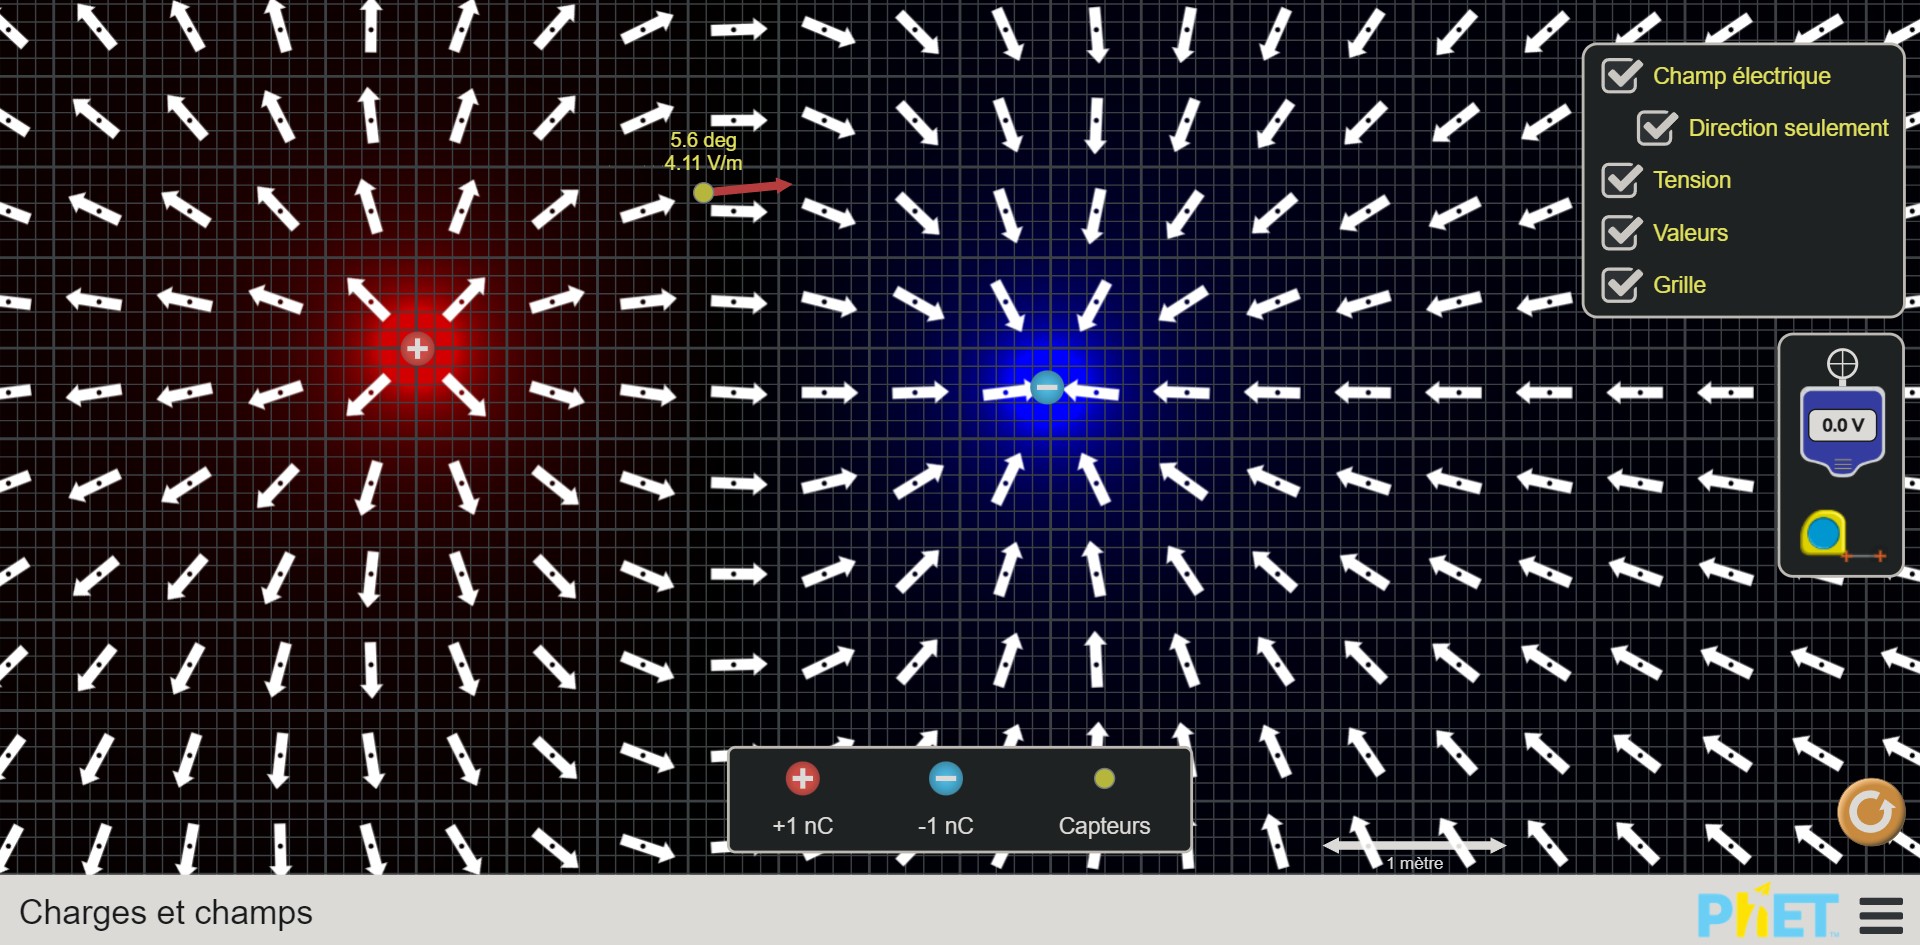 Champ électrique
Direction seulement
5.6 deg
4.11 V/m
Tension
Valeurs
Grille
0.0 V
+1 nC
-1 nC
Capteurs
1 mètre
Charges et champs
PhET